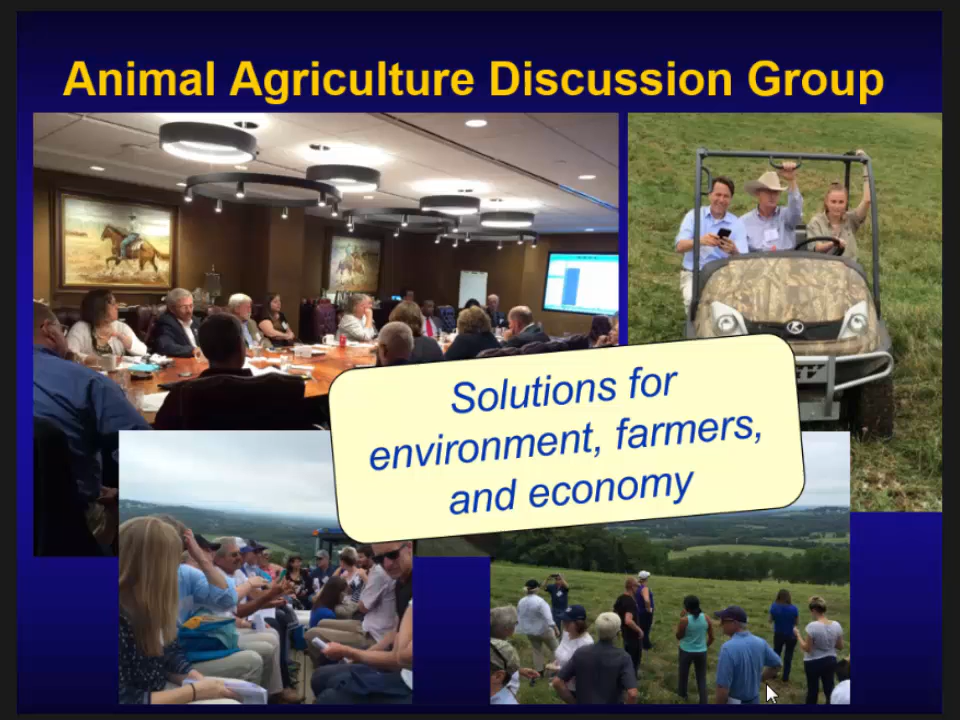 Animal Agriculture Discussion Group
Solutions for
environment, farmers,
and economy